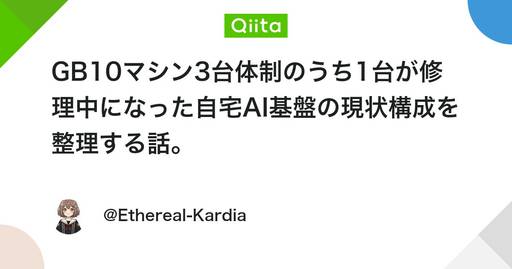 Qiita
GB10マシン3台体制のうち1台が修
理中になった自宅AI基盤の現状構成を
整理する話。
@Ethereal-Kardia